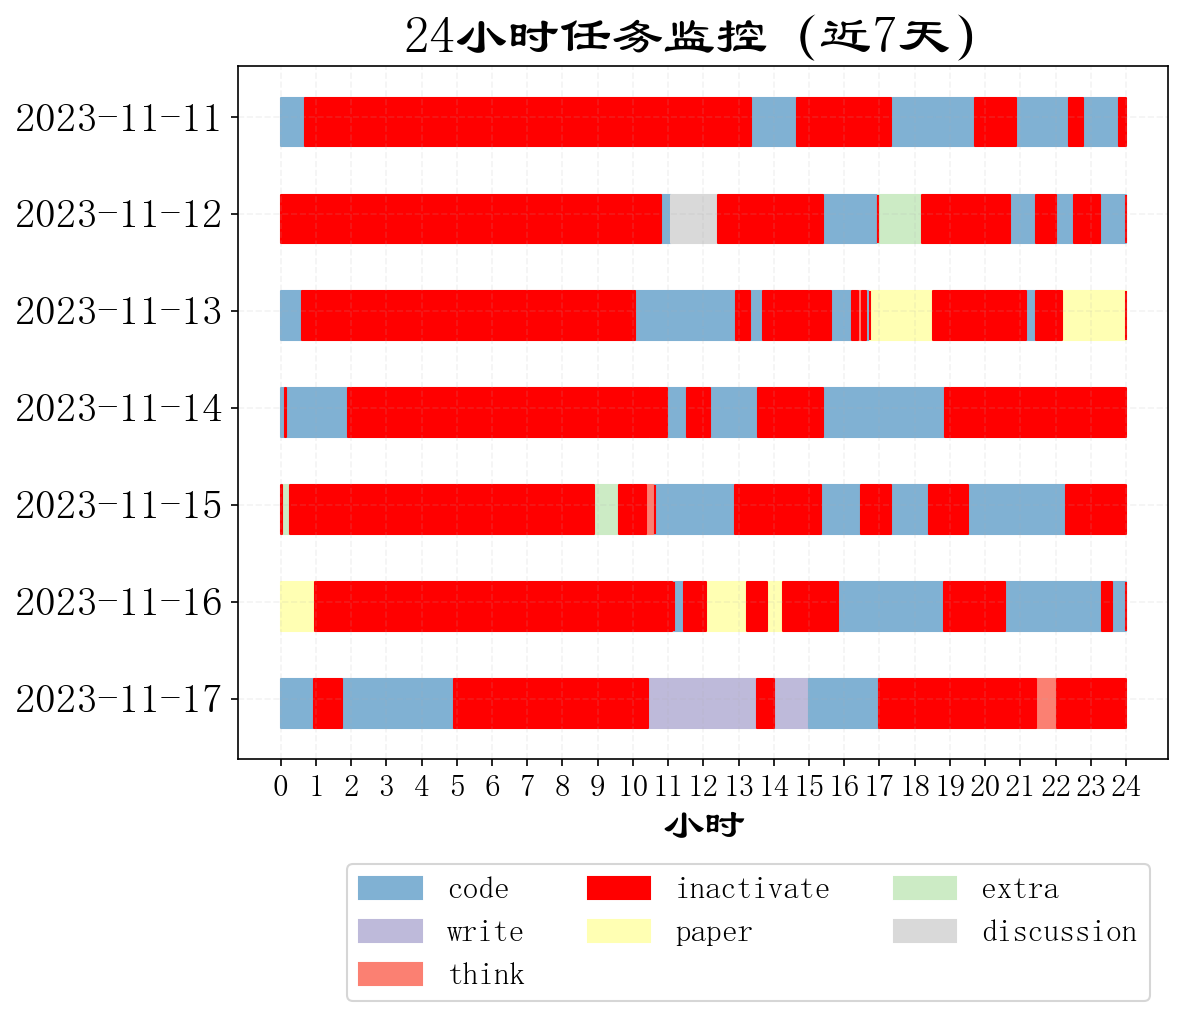 24小时任务监控 (近7天)
2023-11-11
2023-11-12
2023-11-13
2023-11-14
2023-11-15
2023-11-16
2023-11-17
0 1 2 3 4 5 6 7 8 9 10 11 12 13 14 15 16 17 18 19 20 21 22 23 24
小时
code inactivate extra
write paper discussion
think